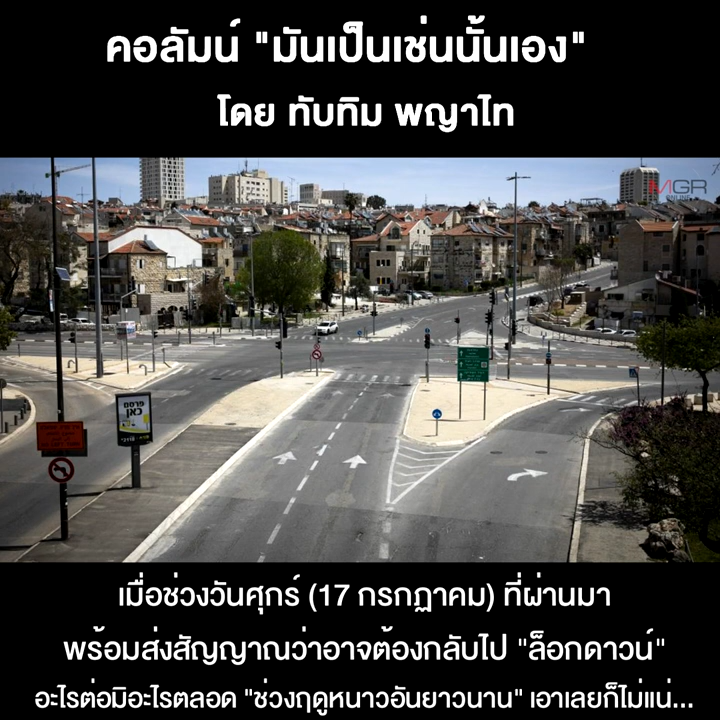 คอลัมน์ "มันเป็นเช่นนั้นเอง"
โดย ทับทิม พญาไท
MGR
ONLINE
פרסם
כאן
เมื่อช่วงวันศุกร์ (17 กรกฎาคม) ที่ผ่านมา
พร้อมส่งสัญญาณว่าอาจต้องกลับไป "ล็อกดาวน์"
อะไรต่อมิอะไรตลอด "ช่วงฤดูหนาวอันยาวนาน" เอาเลยก็ไม่แน่...